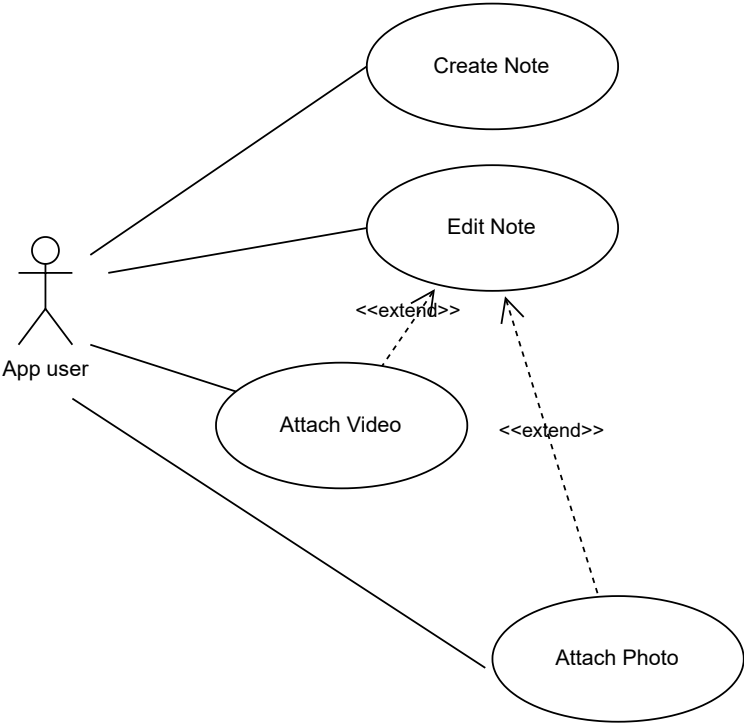 Create Note
Edit Note
<<extend>>
App user
Attach Video
<<extend>>
Attach Photo